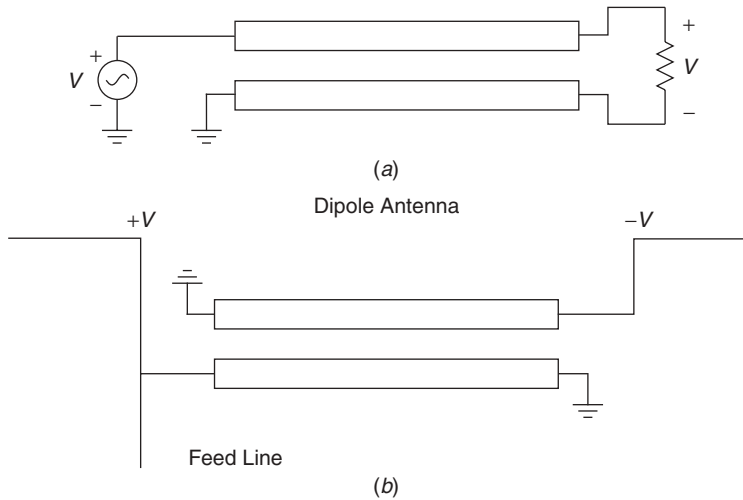 +
+
V
V
−
−
(a)
Dipole Antenna
+V
−V
Feed Line
(b)